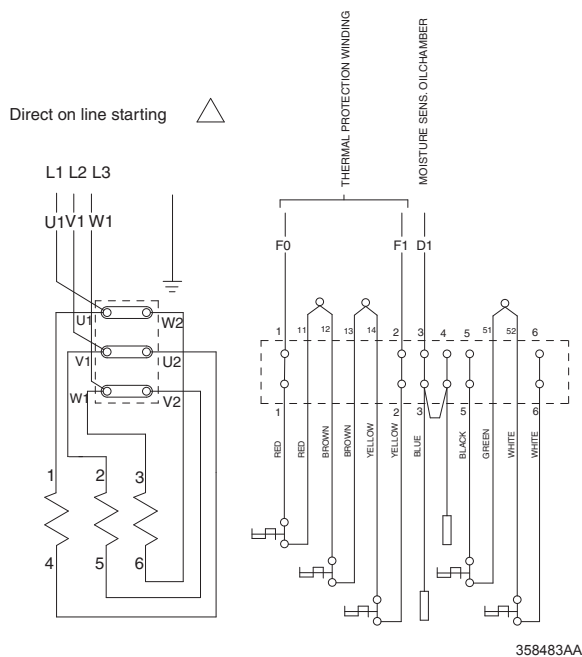 Direct on line starting
L1 L2 L3
U1 V1 W1
U1 W2
V1 U2
W1 V2
1 2 3
4 5 6
THERMAL PROTECTION WINDING
MOISTURE SENS. OILCHAMBER
F0 F1 D1
1 11 12 13 14 2 3 4 5 51 52 6
1 2 3 5 6
RED
RED
BROWN
BROWN
YELLOW
YELLOW
BLUE
BLACK
GREEN
WHITE
WHITE
358483AA